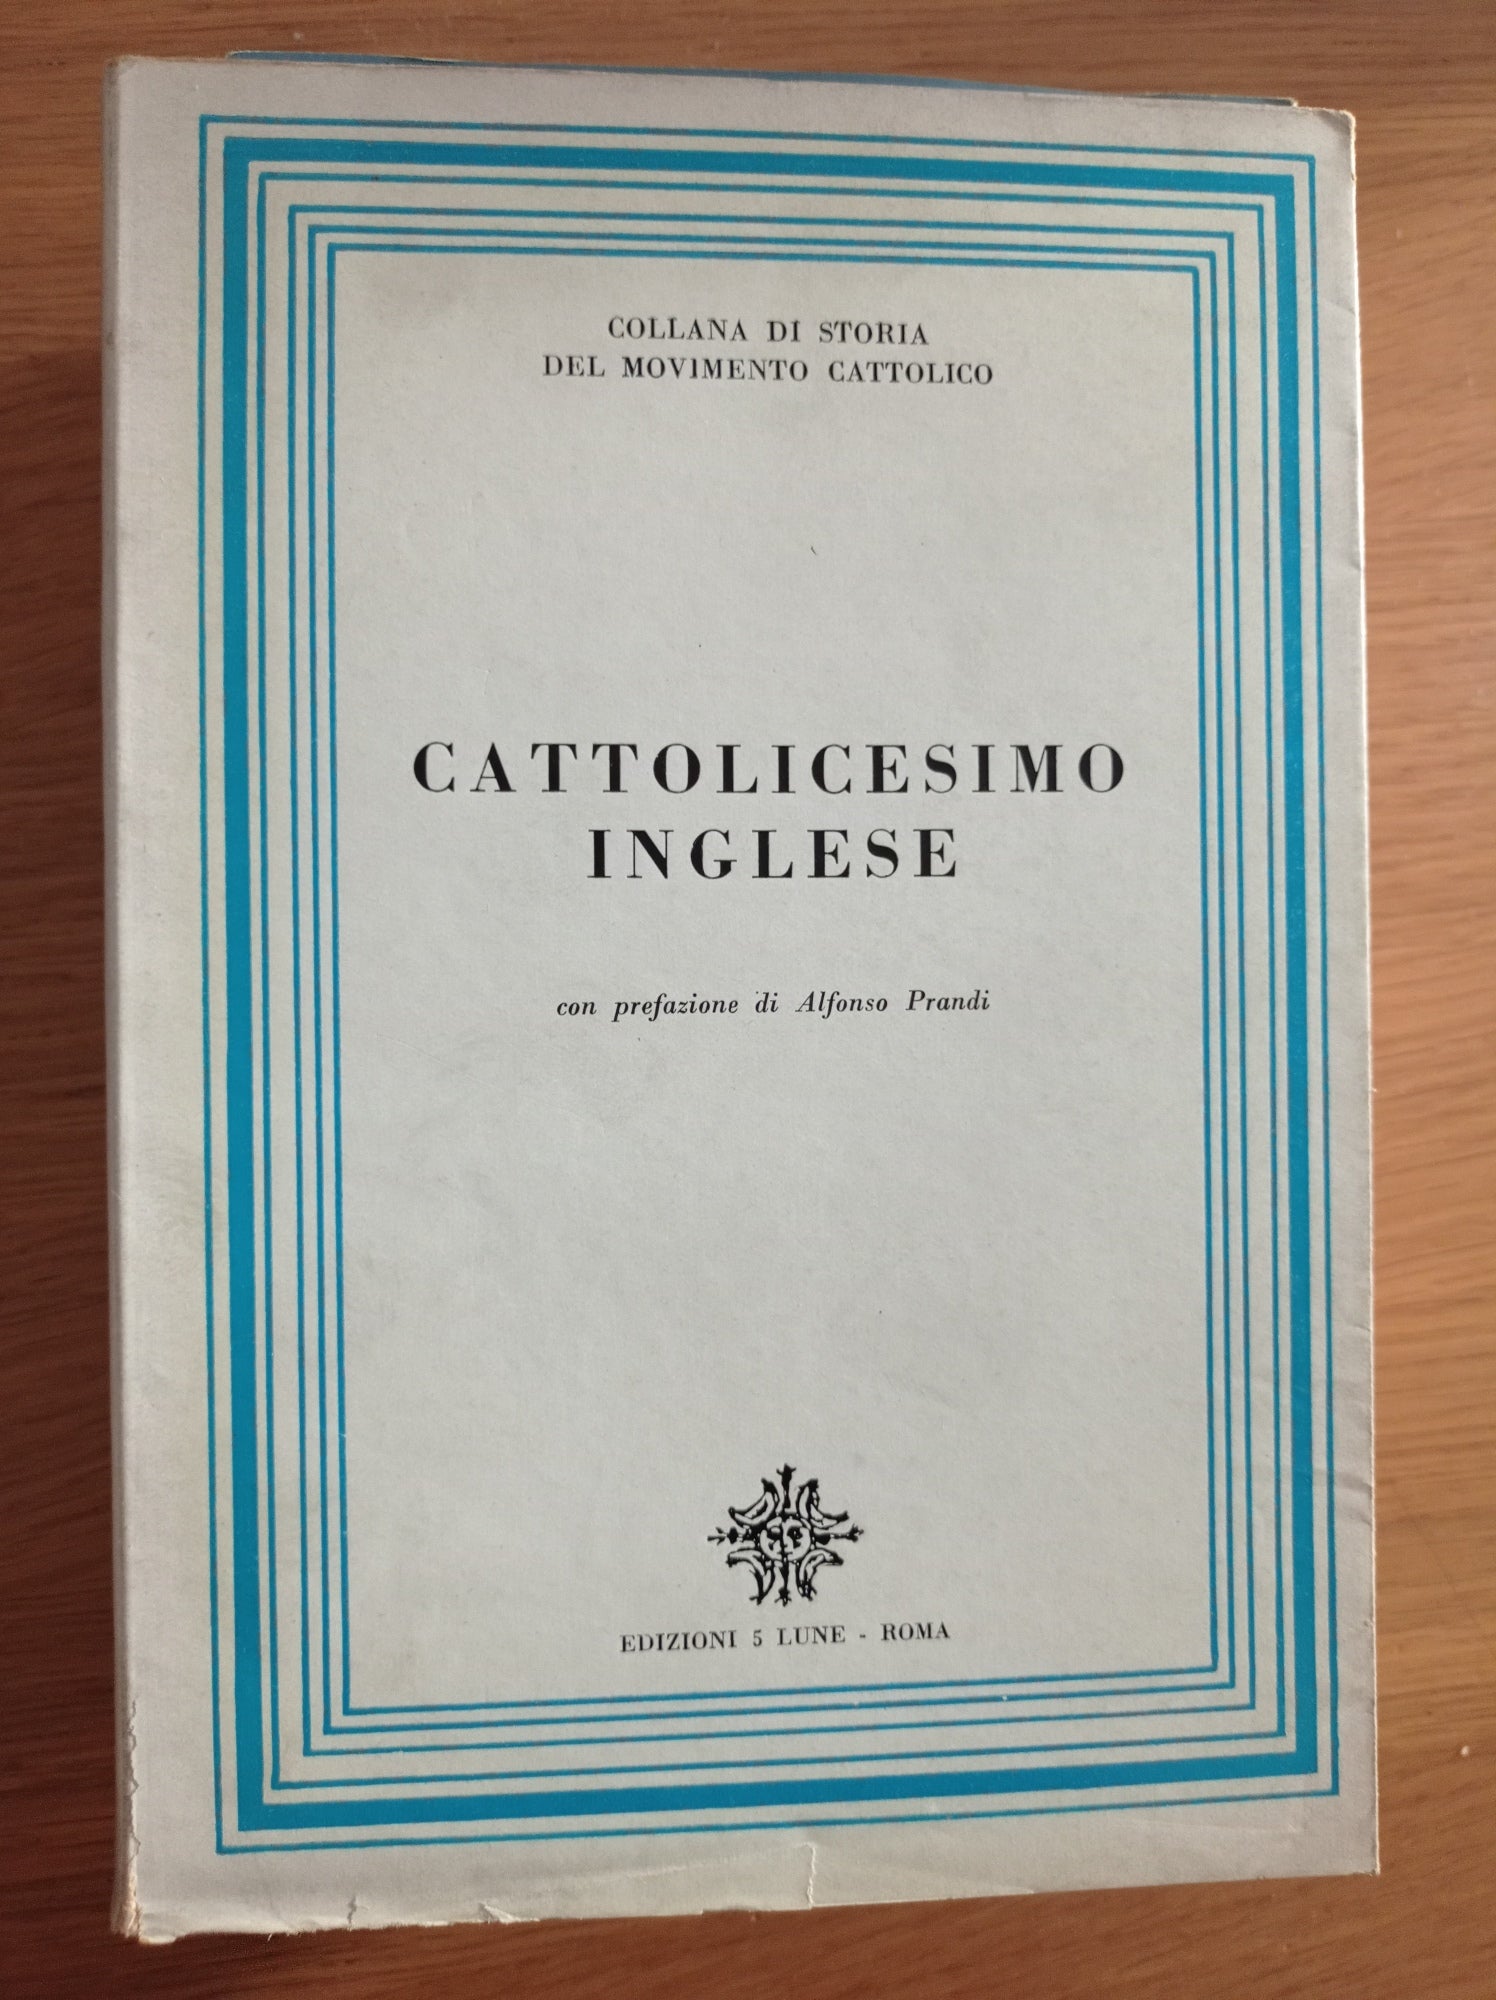 COLLANA DI STORIA
DEL MOVIMENTO CATTOLICO
CATTOLICESIMO
INGLESE
con prefazione di Alfonso Prandi
EDIZIONI 5 LUNE - ROMA